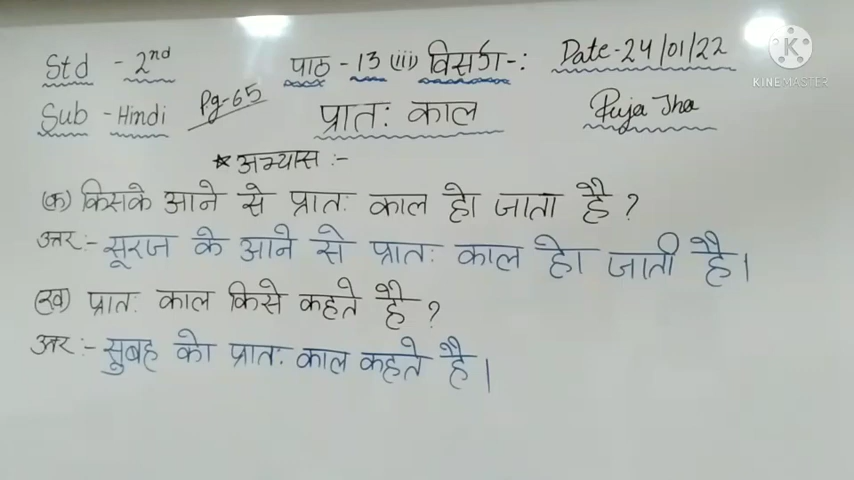 Std - 2nd पाठ - 13 (iii) विसर्ग-: Date-24/01/22
Sub - Hindi Pg-65 प्रातः काल Puja Jha
K
KINEMASTER
* अभ्यास :-
(क) किसके आने से प्रातः काल हो जाता है ?
उत्तर :- सूरज के आने से प्रातः काल हो जाती है।
(ख) प्रातः काल किसे कहते है ?
उत्तर :- सुबह को प्रातः काल कहते है।